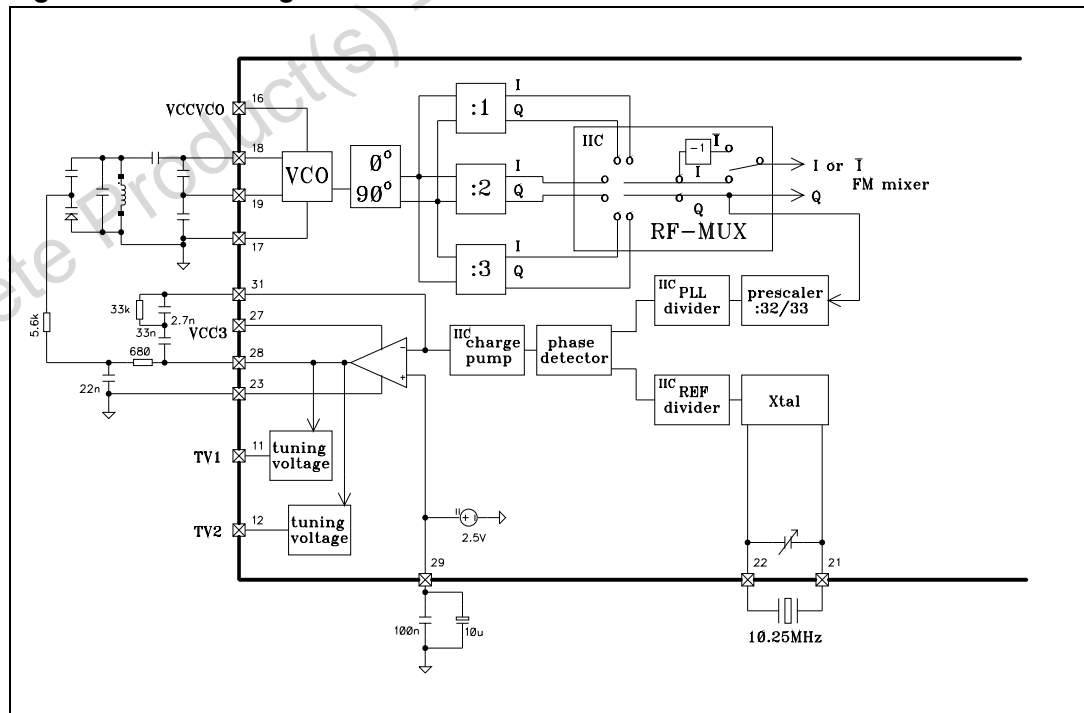 VCCVCO
16
18
19
17
VCO
0°
90°
:1
I
Q
:2
I
Q
:3
I
Q
IIC
-1
I
I
Q
RF-MUX
I or I
FM mixer
Q
31
27
VCC3
28
23
33k
2.7n
33n
5.6k
680
22n
IIC charge
pump
phase
detector
IIC PLL
divider
prescaler
:32/33
IIC REF
divider
Xtal
-
+
TV1
11
tuning
voltage
TV2
12
tuning
voltage
2.5V
29
100n
10u
22
21
10.25MHz
ete Product(s)